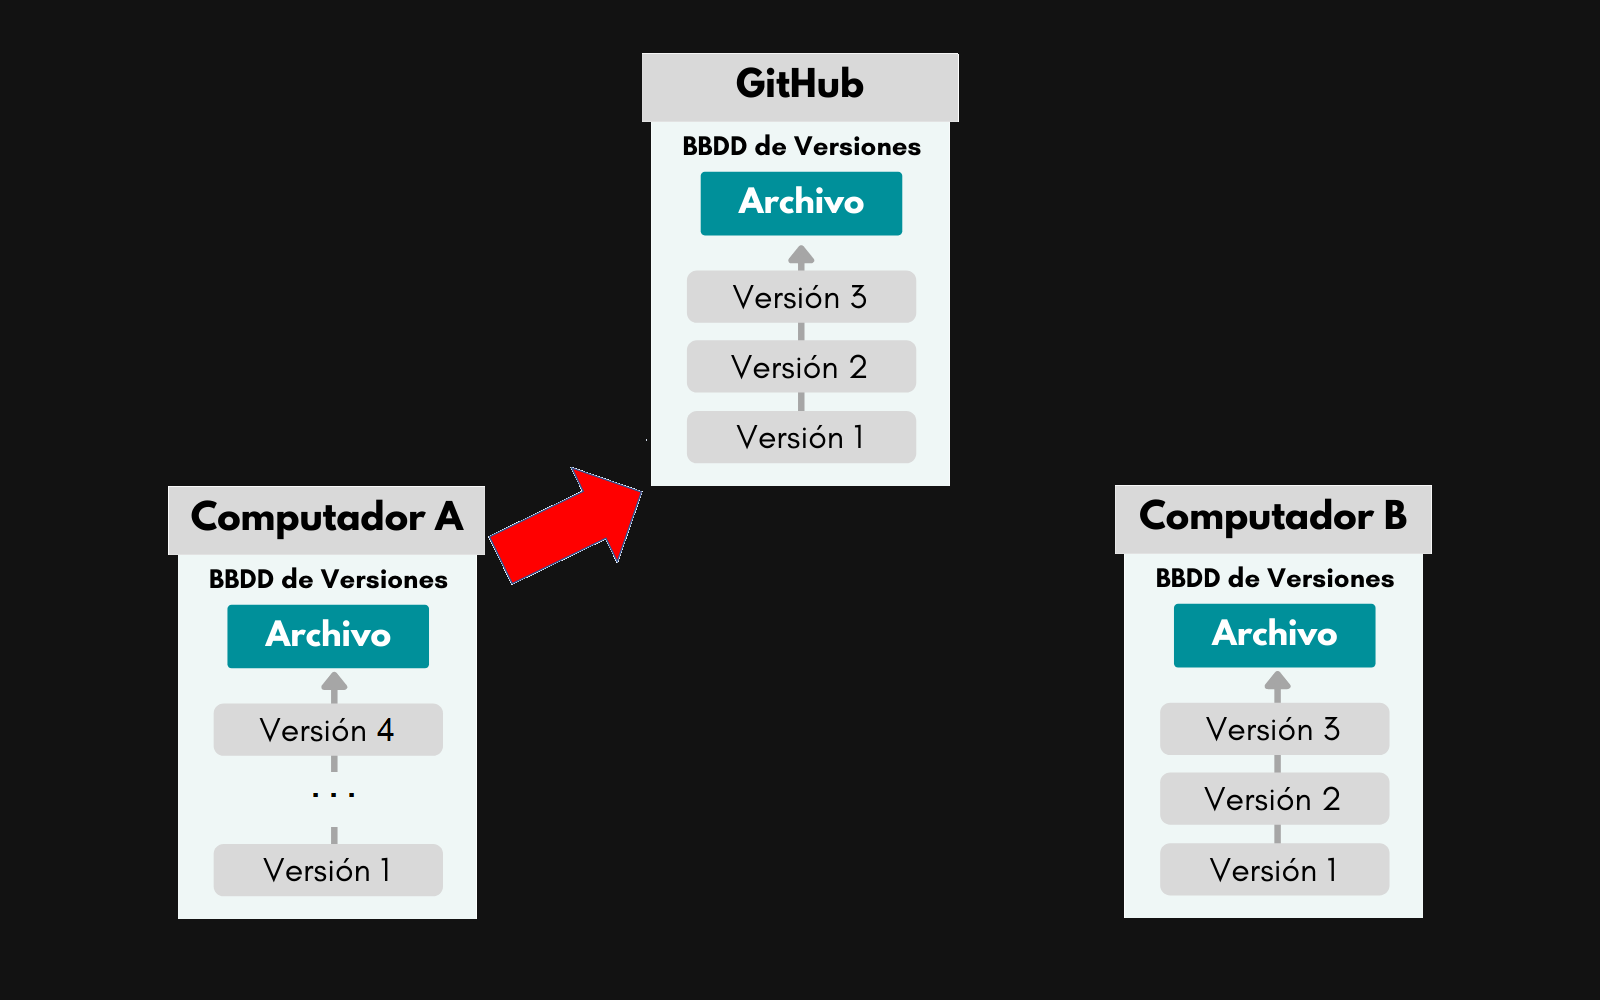 GitHub
BBDD de Versiones
Archivo
Versión 3
Versión 2
Versión 1
Computador A
BBDD de Versiones
Archivo
Versión 4
...
Versión 1
Computador B
BBDD de Versiones
Archivo
Versión 3
Versión 2
Versión 1